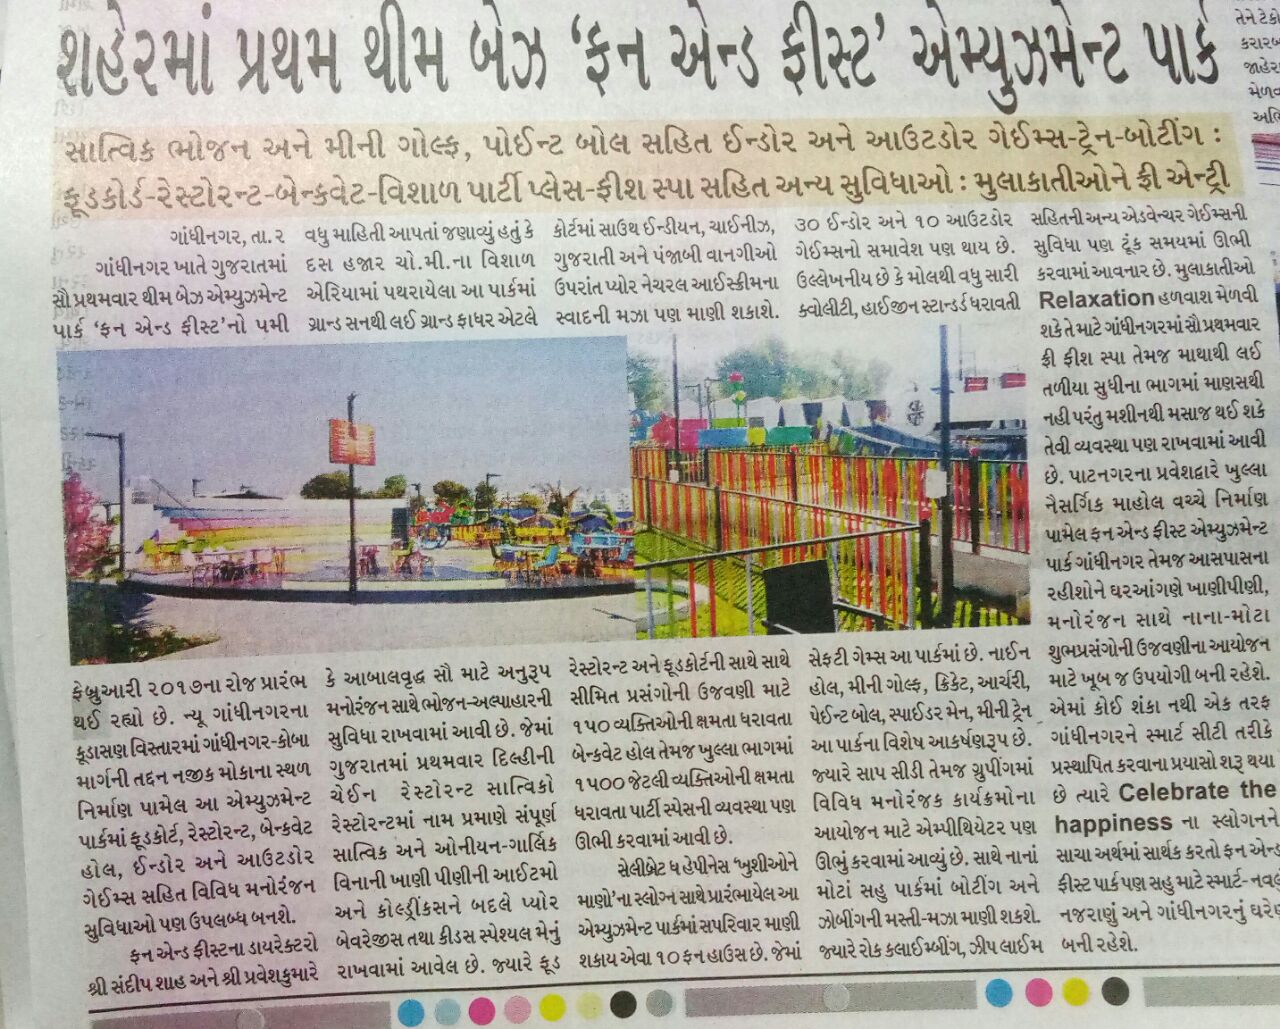 શહેરમાં પ્રથમ થીમ બેઝ ‘ફન એન્ડ ફીસ્ટ’ એમ્યુઝમેન્ટ પાર્ક
સાત્વિક ભોજન અને મીની ગોલ્ફ, પોઈન્ટ બોલ સહિત ઈન્ડોર અને આઉટડોર ગેઈમ્સ-ટ્રેન-બોટીંગ :
ફૂડકોર્ડ-રેસ્ટોરન્ટ-બેન્કવેટ-વિશાળ પાર્ટી પ્લેસ-ફીશ સ્પા સહિત અન્ય સુવિધાઓ : મુલાકાતીઓને ફ્રી એન્ટ્રી
ગાંધીનગર, તા.૨
ગાંધીનગર ખાતે ગુજરાતમાં
સૌ પ્રથમવાર થીમ બેઝ એમ્યુઝમેન્ટ
પાર્ક ‘ફન એન્ડ ફીસ્ટ’નો પમી
ફેબ્રુઆરી ૨૦૧૭ના રોજ પ્રારંભ
થઈ રહ્યો છે. ન્યૂ ગાંધીનગરના
કૂડાસણ વિસ્તારમાં ગાંધીનગર-કોબા
માર્ગની તદ્દન નજીક મોકાના સ્થળ
નિર્માણ પામેલ આ એમ્યુઝમેન્ટ
પાર્કમાં ફૂડકોર્ટ, રેસ્ટોરન્ટ, બેન્કવેટ
હોલ, ઈન્ડોર અને આઉટડોર
ગેઈમ્સ સહિત વિવિધ મનોરંજન
સુવિધાઓ પણ ઉપલબ્ધ બનશે.
ફન એન્ડ ફીસ્ટના ડાયરેક્ટરો
શ્રી સંદીપ શાહ અને શ્રી પ્રવેશકુમારે
વધુ માહિતી આપતાં જણાવ્યું હતું કે
દસ હજાર ચો.મી.ના વિશાળ
એરિયામાં પથરાયેલા આ પાર્કમાં
ગ્રાન્ડ સનથી લઈ ગ્રાન્ડ ફાધર એટલે
કે આબાલવૃદ્ધ સૌ માટે અનુરૂપ
મનોરંજન સાથે ભોજન-અલ્પાહારની
સુવિધા રાખવામાં આવી છે. જેમાં
ગુજરાતમાં પ્રથમવાર દિલ્હીની
ચેઈન રેસ્ટોરન્ટ સાત્વિકો
રેસ્ટોરન્ટમાં નામ પ્રમાણે સંપૂર્ણ
સાત્વિક અને ઓનીયન-ગાર્લિક
વિનાની ખાણી પીણીની આઈટમો
અને કોલ્ડ્રીંકસને બદલે પ્યોર
બેવરેજીસ તથા કીડસ સ્પેશ્યલ મેનું
રાખવામાં આવેલ છે. જ્યારે ફૂડ
કોર્ટમાં સાઉથ ઈન્ડીયન, ચાઈનીઝ,
ગુજરાતી અને પંજાબી વાનગીઓ
ઉપરાંત પ્યોર નેચરલ આઈસ્ક્રીમના
સ્વાદની મઝા પણ માણી શકાશે.
રેસ્ટોરન્ટ અને ફૂડકોર્ટની સાથે સાથે
સીમિત પ્રસંગોની ઉજવણી માટે
૧૫૦ વ્યક્તિઓની ક્ષમતા ધરાવતા
બેન્કવેટ હોલ તેમજ ખુલ્લા ભાગમાં
૧૫૦૦ જેટલી વ્યક્તિઓની ક્ષમતા
ધરાવતા પાર્ટી સ્પેસની વ્યવસ્થા પણ
ઊભી કરવામાં આવી છે.
સેલીબ્રેટ ધ હેપીનેસ ‘ખુશીઓને
માણો’ના સ્લોગ્ન સાથે પ્રારંભાયેલ આ
એમ્યુઝમેન્ટ પાર્કમાં સપરિવાર માણી
શકાય એવા ૧૦ ફન હાઉસ છે. જેમાં
૩૦ ઈન્ડોર અને ૧૦ આઉટડોર
ગેઈમ્સનો સમાવેશ પણ થાય છે.
ઉલ્લેખનીય છે કે મોલથી વધુ સારી
ક્વોલીટી, હાઈજીન સ્ટાન્ડર્ડ ધરાવતી
સેફ્ટી ગેમ્સ આ પાર્કમાં છે. નાઈન
હોલ, મીની ગોલ્ફ, ક્રિકેટ, આર્ચરી,
પેઈન્ટ બોલ, સ્પાઈડર મેન, મીની ટ્રેન
આ પાર્કના વિશેષ આકર્ષણરૂપ છે.
જ્યારે સાપ સીડી તેમજ ગ્રુપીંગમાં
વિવિધ મનોરંજક કાર્યક્રમોના
આયોજન માટે એમ્પીથિયેટર પણ
ઊભું કરવામાં આવ્યું છે. સાથે નાનાં
મોટાં સહુ પાર્કમાં બોટીંગ અને
ઝોબીંગની મસ્તી-મઝા માણી શકશે.
જ્યારે રોક ક્લાઈમ્બીંગ, ઝીપ લાઈમ
સહિતની અન્ય એડવેન્ચર ગેઈમ્સની
સુવિધા પણ ટૂંક સમયમાં ઊભી
કરવામાં આવનાર છે. મુલાકાતીઓ
Relaxation હળવાશ મેળવી
શકે તે માટે ગાંધીનગરમાં સૌ પ્રથમવાર
ફ્રી ફીશ સ્પા તેમજ માથાથી લઈ
તળીયા સુધીના ભાગમાં માણસથી
નહી પરંતુ મશીનથી મસાજ થઈ શકે
તેવી વ્યવસ્થા પણ રાખવામાં આવી
છે. પાટનગરના પ્રવેશદ્વારે ખુલ્લા
નૈસર્ગિક માહોલ વચ્ચે નિર્માણ
પામેલ ફન એન્ડ ફીસ્ટ એમ્યુઝમેન્ટ
પાર્ક ગાંધીનગર તેમજ આસપાસના
રહીશોને ઘરઆંગણે ખાણીપીણી,
મનોરંજન સાથે નાના-મોટા
શુભપ્રસંગોની ઉજવણીના આયોજન
માટે ખૂબ જ ઉપયોગી બની રહેશે.
એમાં કોઈ શંકા નથી એક તરફ
ગાંધીનગરને સ્માર્ટ સીટી તરીકે
પ્રસ્થાપિત કરવાના પ્રયાસો શરૂ થયા
છે ત્યારે Celebrate the
happiness ના સ્લોગનને
સાચા અર્થમાં સાર્થક કરતો ફન એન્ડ
ફીસ્ટ પાર્ક પણ સહુ માટે સ્માર્ટ-નવલુ
નજરાણું અને ગાંધીનગરનું ઘરેણ
બની રહેશે.